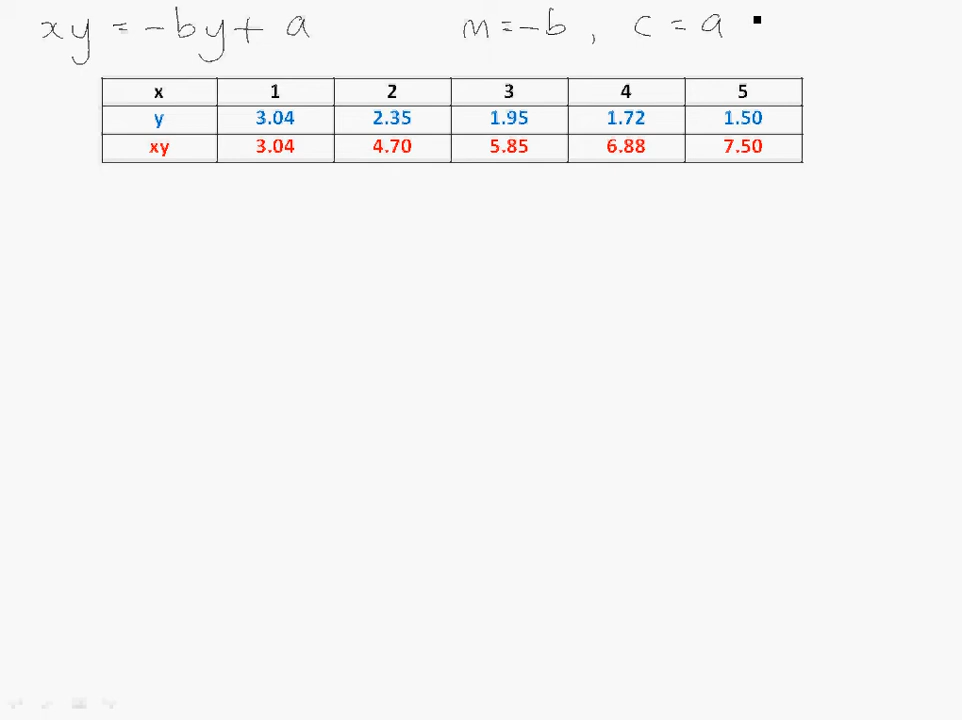 xy = -by + a m = -b , c = a
x 1 2 3 4 5
y 3.04 2.35 1.95 1.72 1.50
xy 3.04 4.70 5.85 6.88 7.50